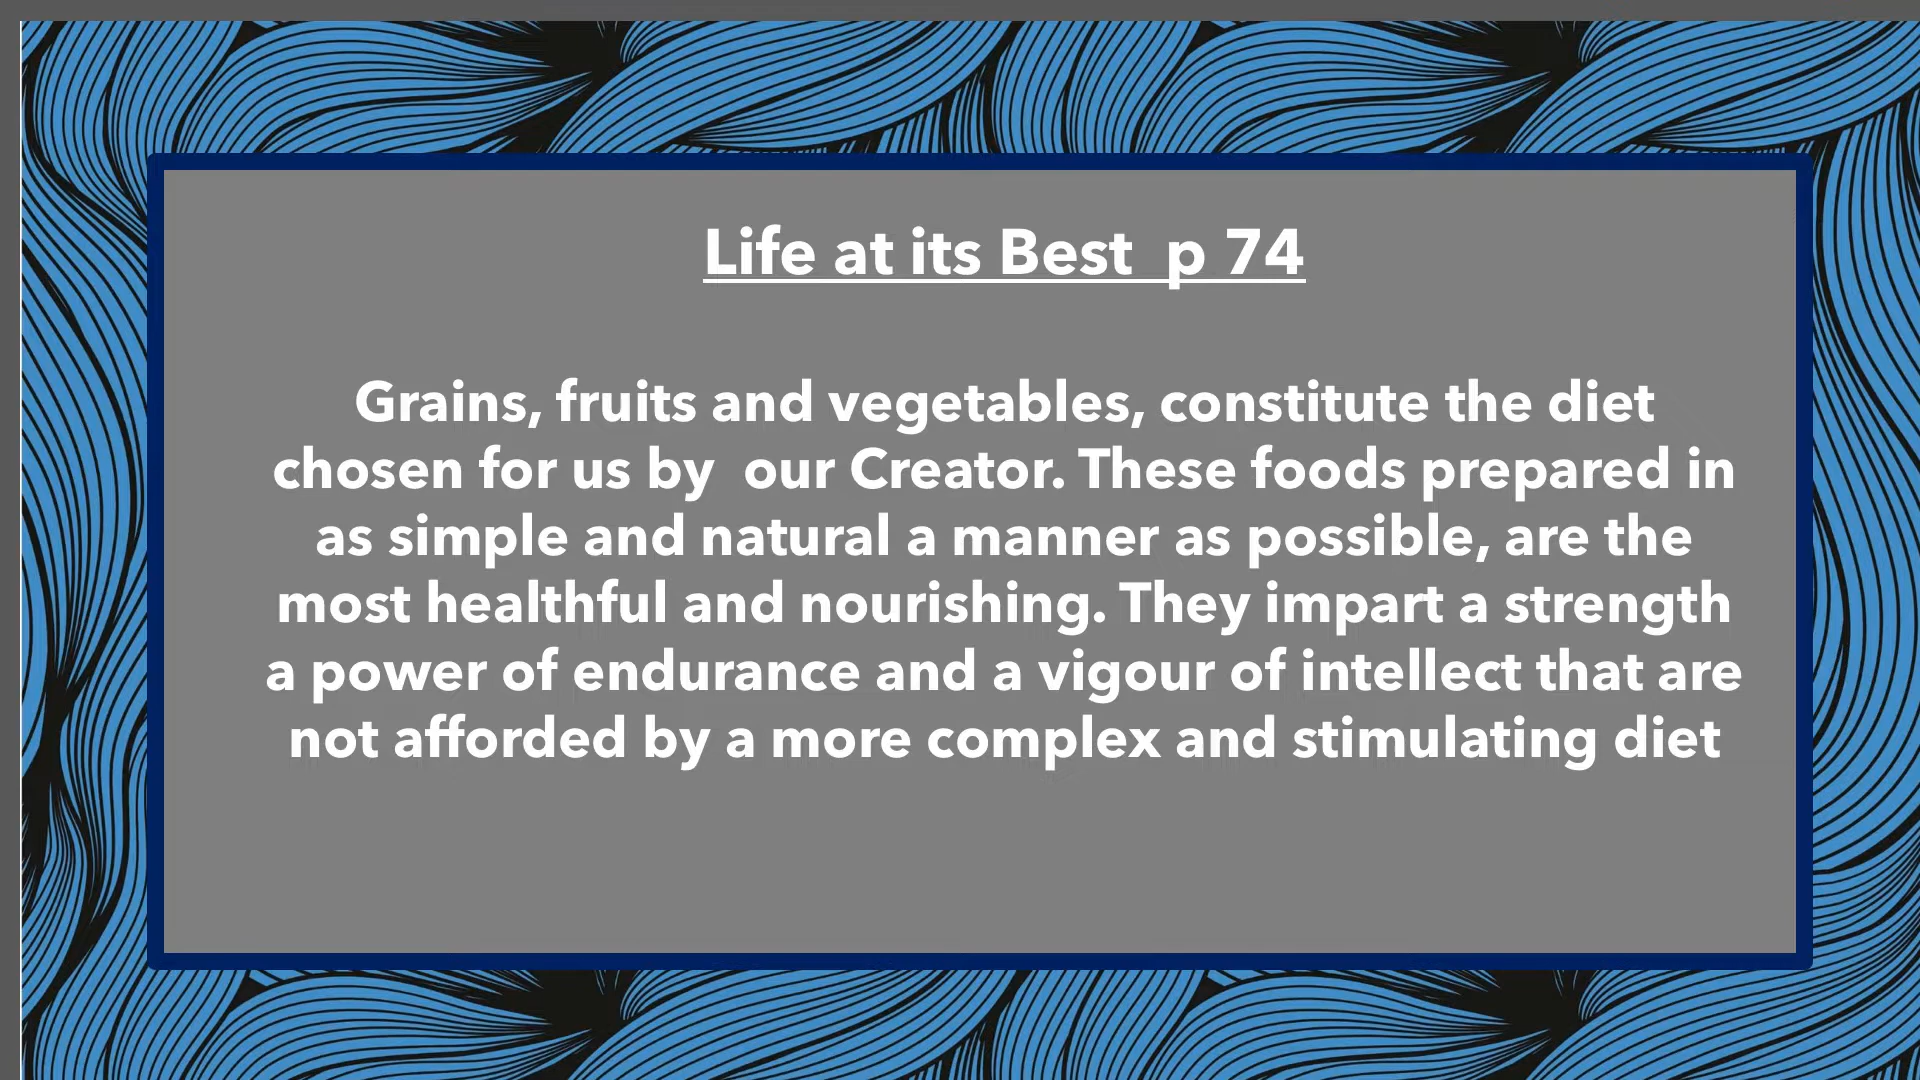 Life at its Best  p 74
Grains, fruits and vegetables, constitute the diet
chosen for us by  our Creator. These foods prepared in
as simple and natural a manner as possible, are the
most healthful and nourishing. They impart a strength
a power of endurance and a vigour of intellect that are
not afforded by a more complex and stimulating diet